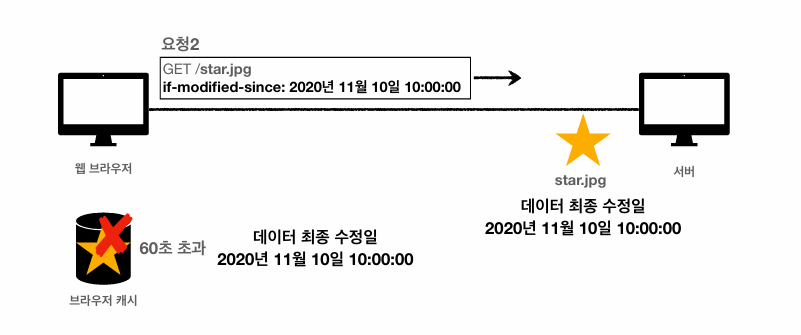 요청2
GET /star.jpg
if-modified-since: 2020년 11월 10일 10:00:00
웹 브라우저
서버
star.jpg
데이터 최종 수정일
2020년 11월 10일 10:00:00
60초 초과
데이터 최종 수정일
2020년 11월 10일 10:00:00
브라우저 캐시